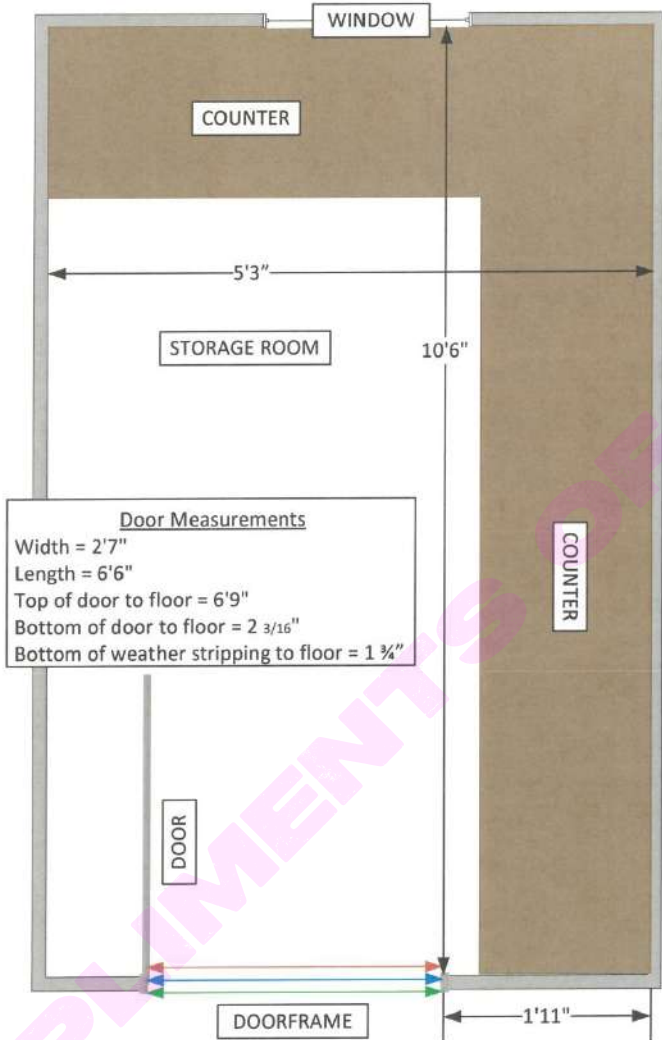 WINDOW
COUNTER
5'3"
STORAGE ROOM
10'6"
Door Measurements
Width = 2'7"
Length = 6'6"
Top of door to floor = 6'9"
Bottom of door to floor = 2 3/16"
Bottom of weather stripping to floor = 1 ¾"
COUNTER
DOOR
DOORFRAME
1'11"
PLIMENTS OF